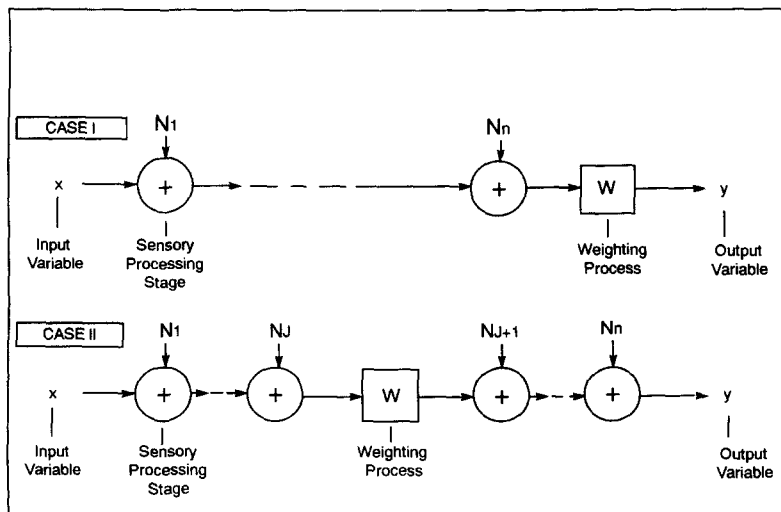 CASE I
N1
Nn
x
+
+
W
y
Input
Variable
Sensory
Processing
Stage
Weighting
Process
Output
Variable
CASE II
N1
NJ
NJ+1
Nn
x
+
+
W
+
+
y
Input
Variable
Sensory
Processing
Stage
Weighting
Process
Output
Variable